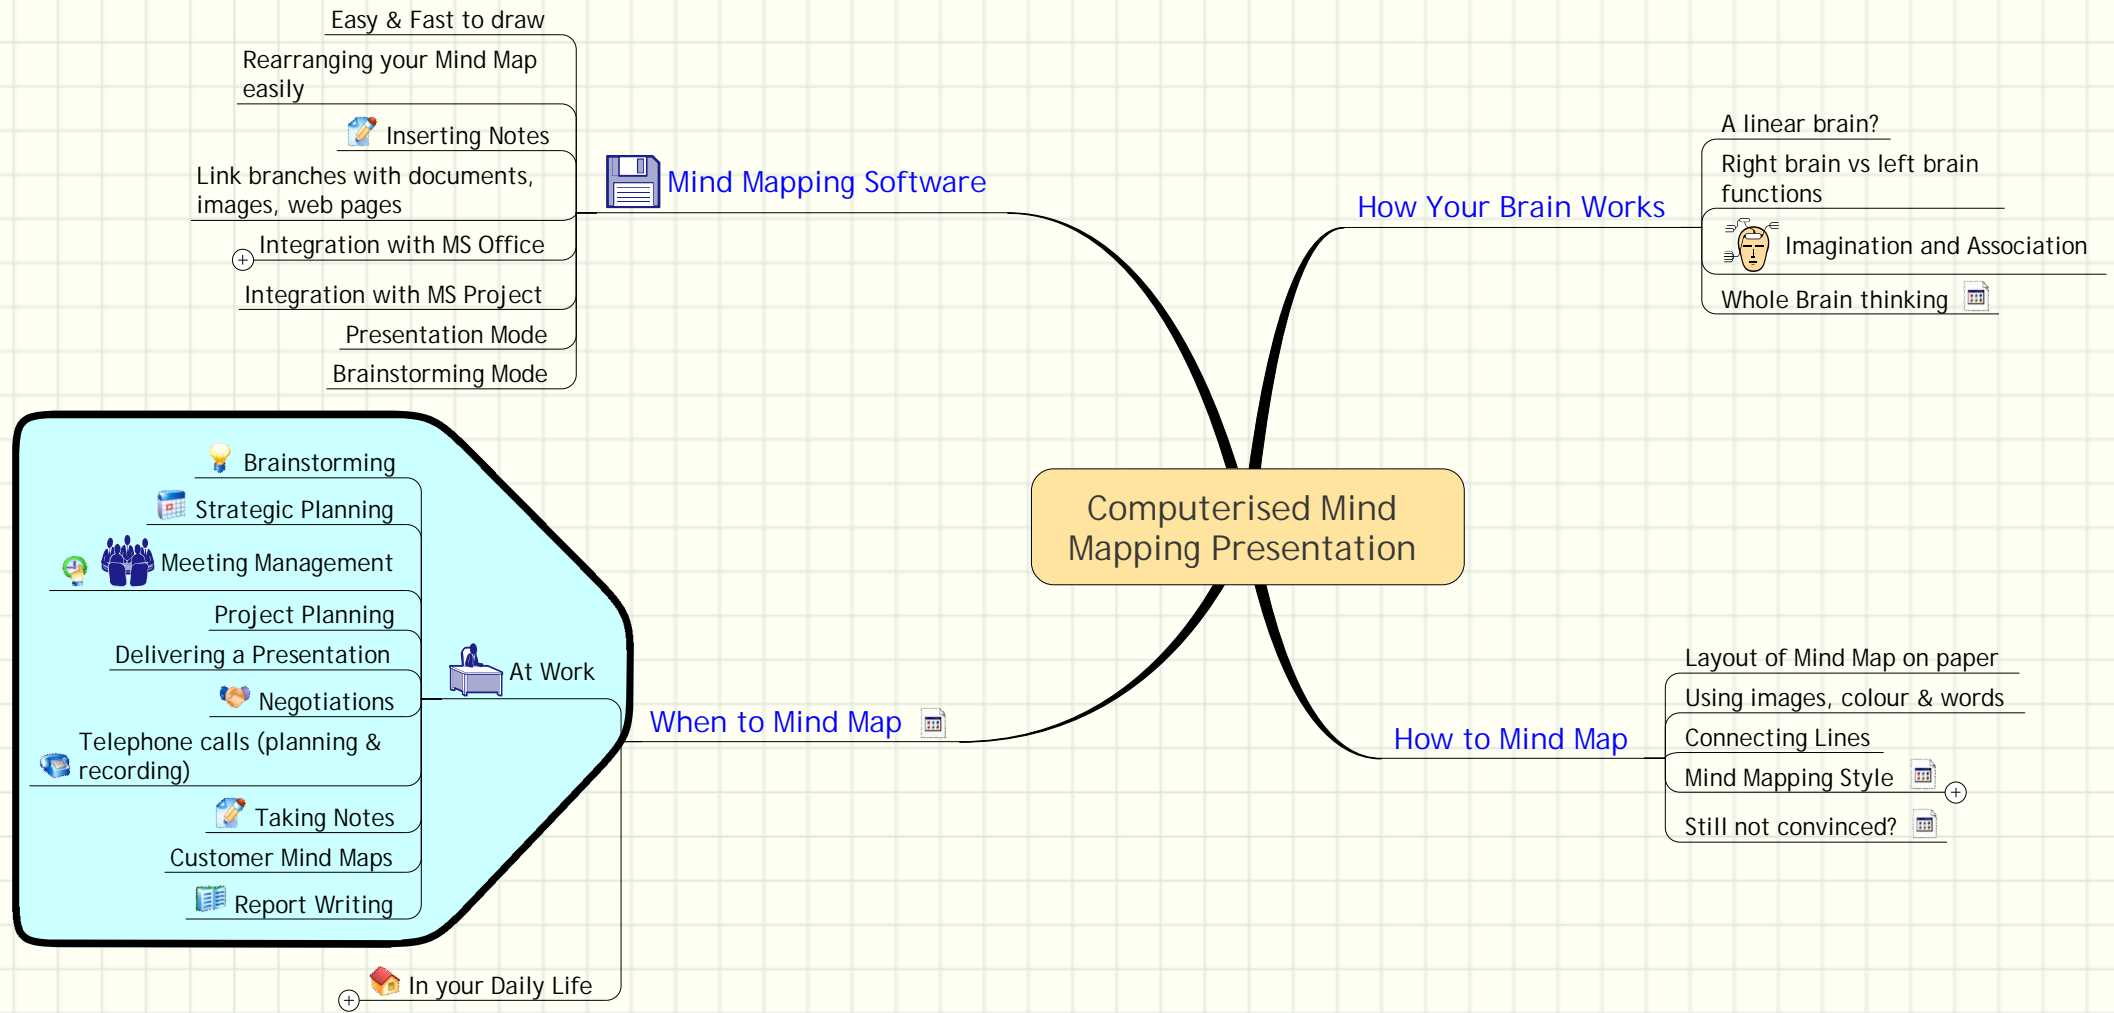 Computerised Mind
Mapping Presentation
How Your Brain Works
A linear brain?
Right brain vs left brain
functions
Imagination and Association
Whole Brain thinking
How to Mind Map
Layout of Mind Map on paper
Using images, colour & words
Connecting Lines
Mind Mapping Style
Still not convinced?
Mind Mapping Software
Easy & Fast to draw
Rearranging your Mind Map
easily
Inserting Notes
Link branches with documents,
images, web pages
Integration with MS Office
Integration with MS Project
Presentation Mode
Brainstorming Mode
When to Mind Map
At Work
Brainstorming
Strategic Planning
Meeting Management
Project Planning
Delivering a Presentation
Negotiations
Telephone calls (planning &
recording)
Taking Notes
Customer Mind Maps
Report Writing
In your Daily Life